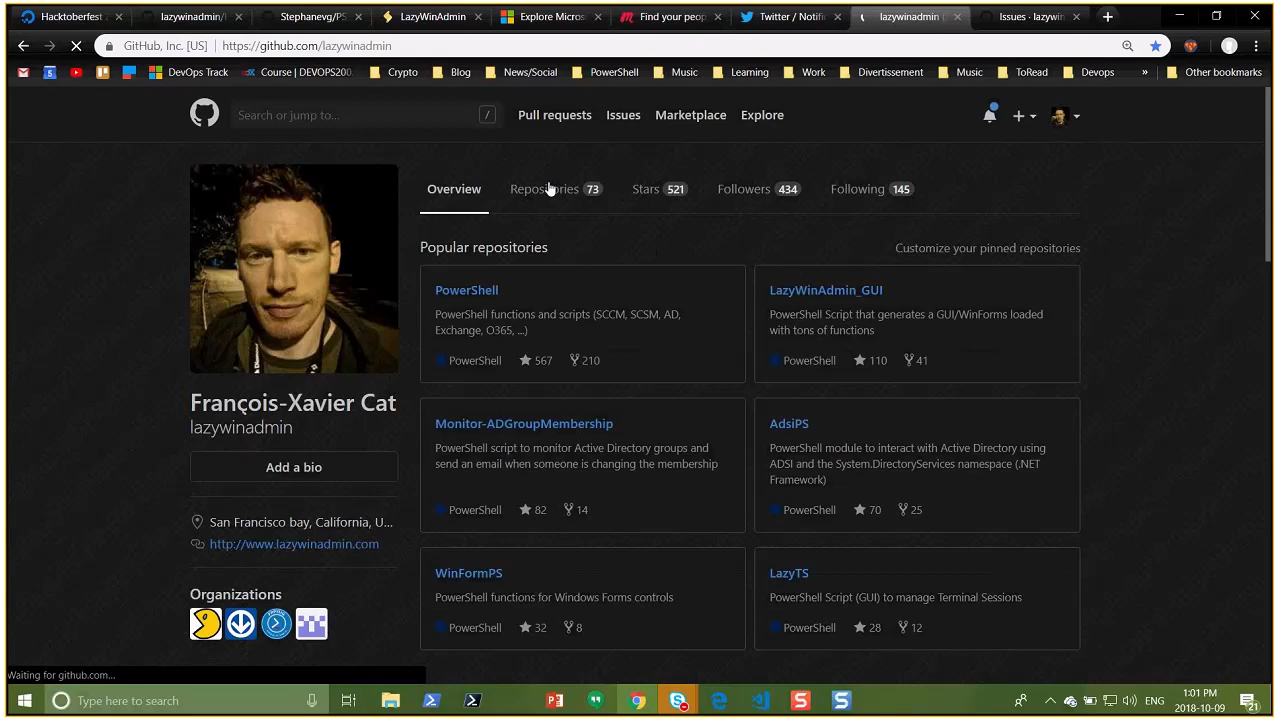 Hacktoberfest
lazywinadmin/
Stephanevg/PS
LazyWinAdmin
Explore Micros
Find your peop
Twitter / Notifi
lazywinadmin (
Issues · lazywin
GitHub, Inc. [US]
https://github.com/lazywinadmin
DevOps Track
Course | DEVOPS200
Crypto
Blog
News/Social
PowerShell
Music
Learning
Work
Divertissement
Music
ToRead
Devops
»
Other bookmarks
Search or jump to...
/
Pull requests
Issues
Marketplace
Explore
Overview
Repositories 73
Stars 521
Followers 434
Following 145
Popular repositories
Customize your pinned repositories
PowerShell
PowerShell functions and scripts (SCCM, SCSM, AD,
Exchange, O365, ...)
PowerShell 567 210
LazyWinAdmin_GUI
PowerShell Script that generates a GUI/WinForms loaded
with tons of functions
PowerShell 110 41
François-Xavier Cat
lazywinadmin
Add a bio
San Francisco bay, California, U...
http://www.lazywinadmin.com
Organizations
Monitor-ADGroupMembership
PowerShell script to monitor Active Directory groups and
send an email when someone is changing the membership
PowerShell 82 14
AdsiPS
PowerShell module to interact with Active Directory using
ADSI and the System.DirectoryServices namespace (.NET
Framework)
PowerShell 70 25
WinFormPS
PowerShell functions for Windows Forms controls
PowerShell 32 8
LazyTS
PowerShell Script (GUI) to manage Terminal Sessions
PowerShell 28 12
Waiting for github.com...
Type here to search
ENG
1:01 PM
2018-10-09
21